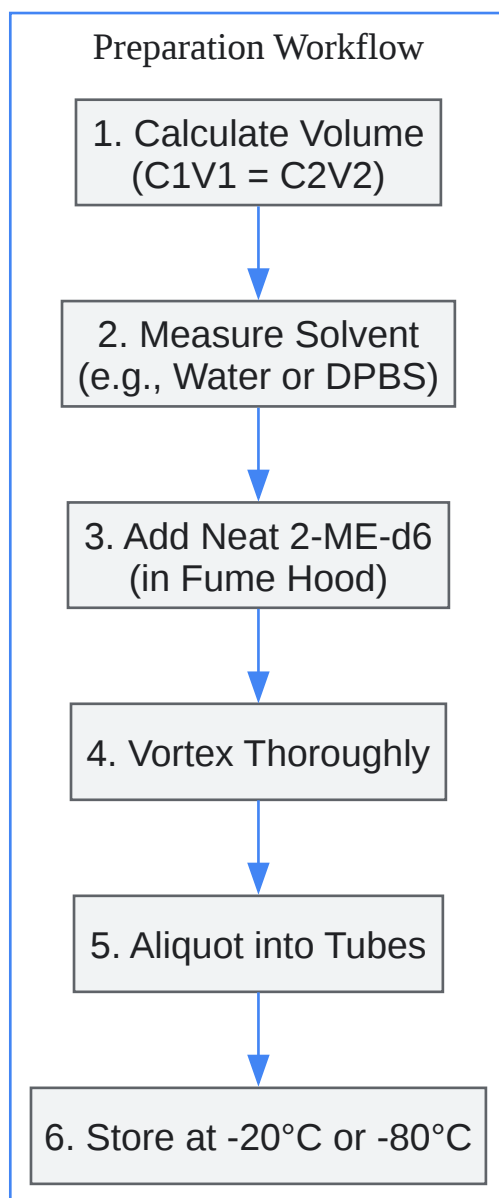 Preparation Workflow
1. Calculate Volume
(C1V1 = C2V2)
2. Measure Solvent
(e.g., Water or DPBS)
3. Add Neat 2-ME-d6
(in Fume Hood)
4. Vortex Thoroughly
5. Aliquot into Tubes
6. Store at -20°C or -80°C